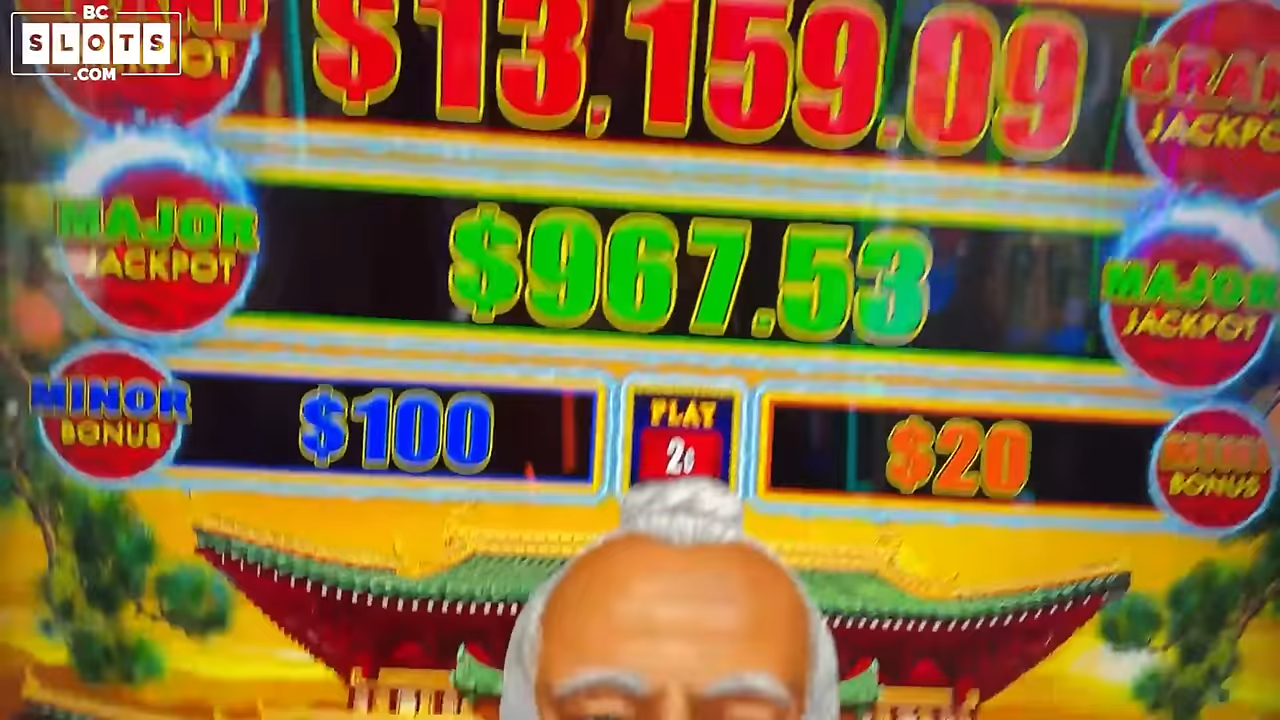 BC
SLOTS
.COM
$13,159.09
GRAND
JACKPOT
MAJOR
JACKPOT
$967.53
MAJOR
JACKPOT
MINOR
BONUS
$100
PLAY
2¢
$20
BONUS